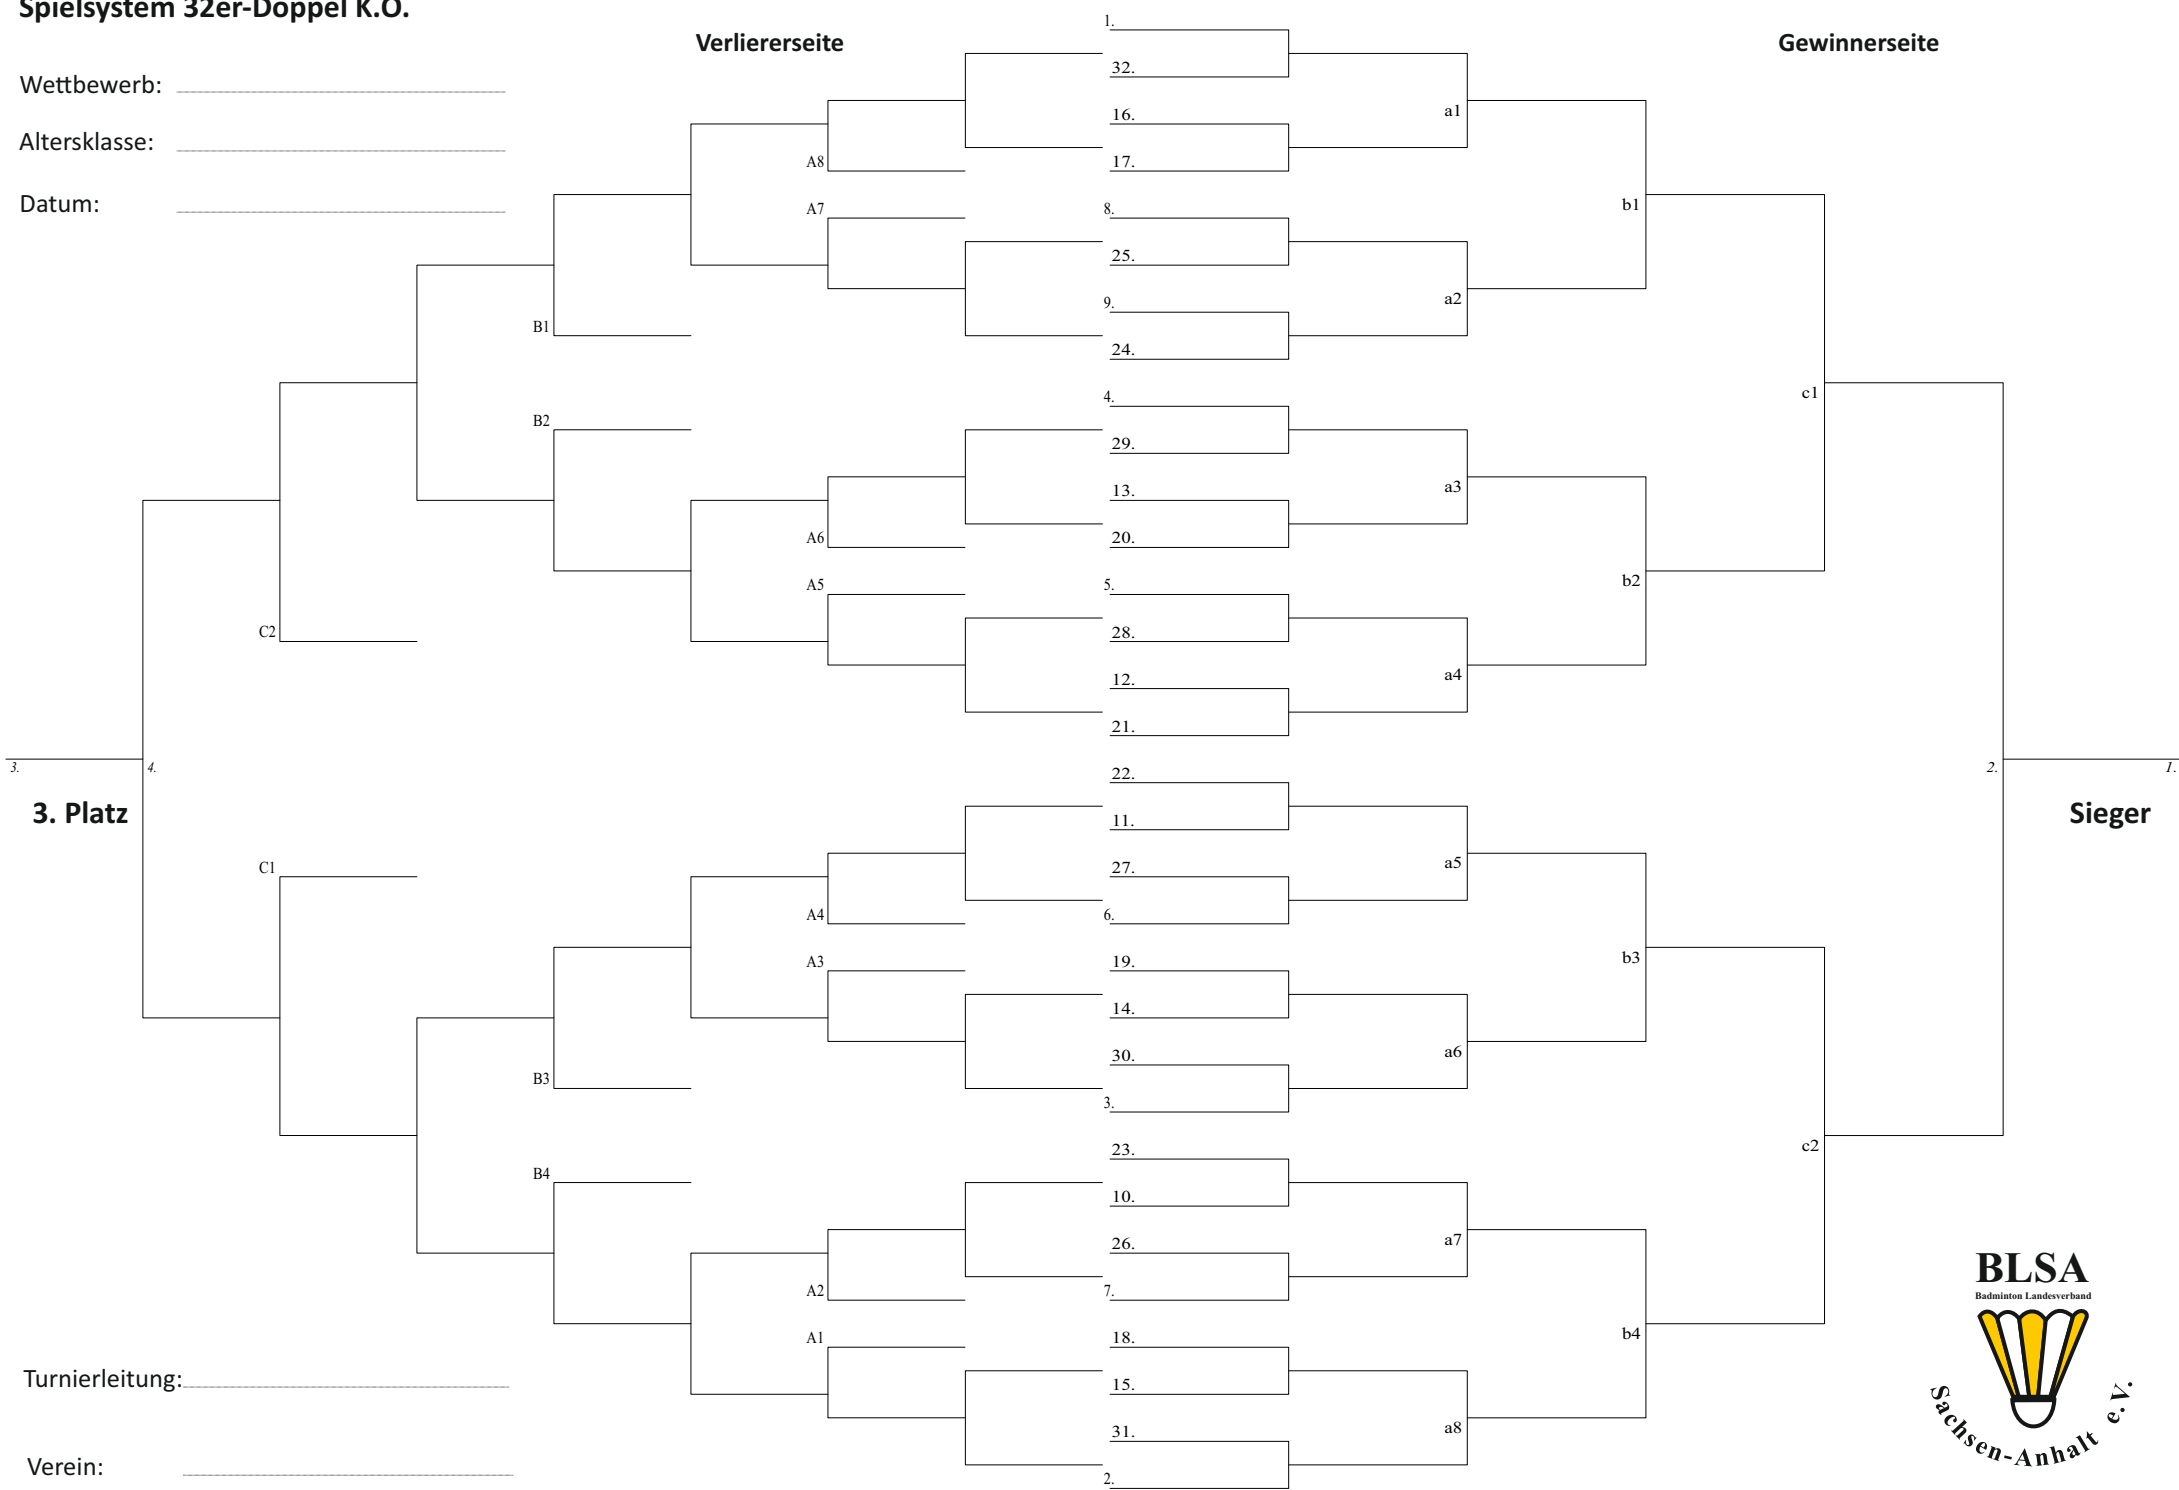 Spielsystem 32er-Doppel K.O.
Verliererseite
Gewinnerseite
Wettbewerb:
Altersklasse:
Datum:
1.
32.
16.
a1
A8
17.
A7
8.
b1
25.
9.
a2
B1
24.
4.
c1
B2
29.
13.
a3
A6
20.
A5
5.
b2
C2
28.
12.
a4
21.
3.
4.
22.
2.
1.
3. Platz
11.
Sieger
C1
27.
a5
A4
6.
A3
19.
b3
14.
30.
a6
B3
3.
23.
c2
B4
10.
26.
a7
A2
7.
A1
18.
b4
15.
31.
a8
2.
Turnierleitung:
Verein:
BLSA
Badminton Landesverband
Sachsen-Anhalt e.V.